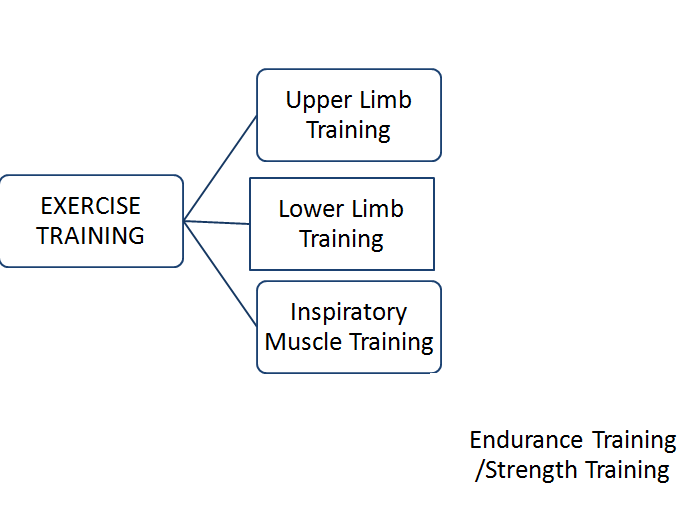 Upper Limb
Training
EXERCISE
TRAINING
Lower Limb
Training
Inspiratory
Muscle Training
Endurance Training
/Strength Training